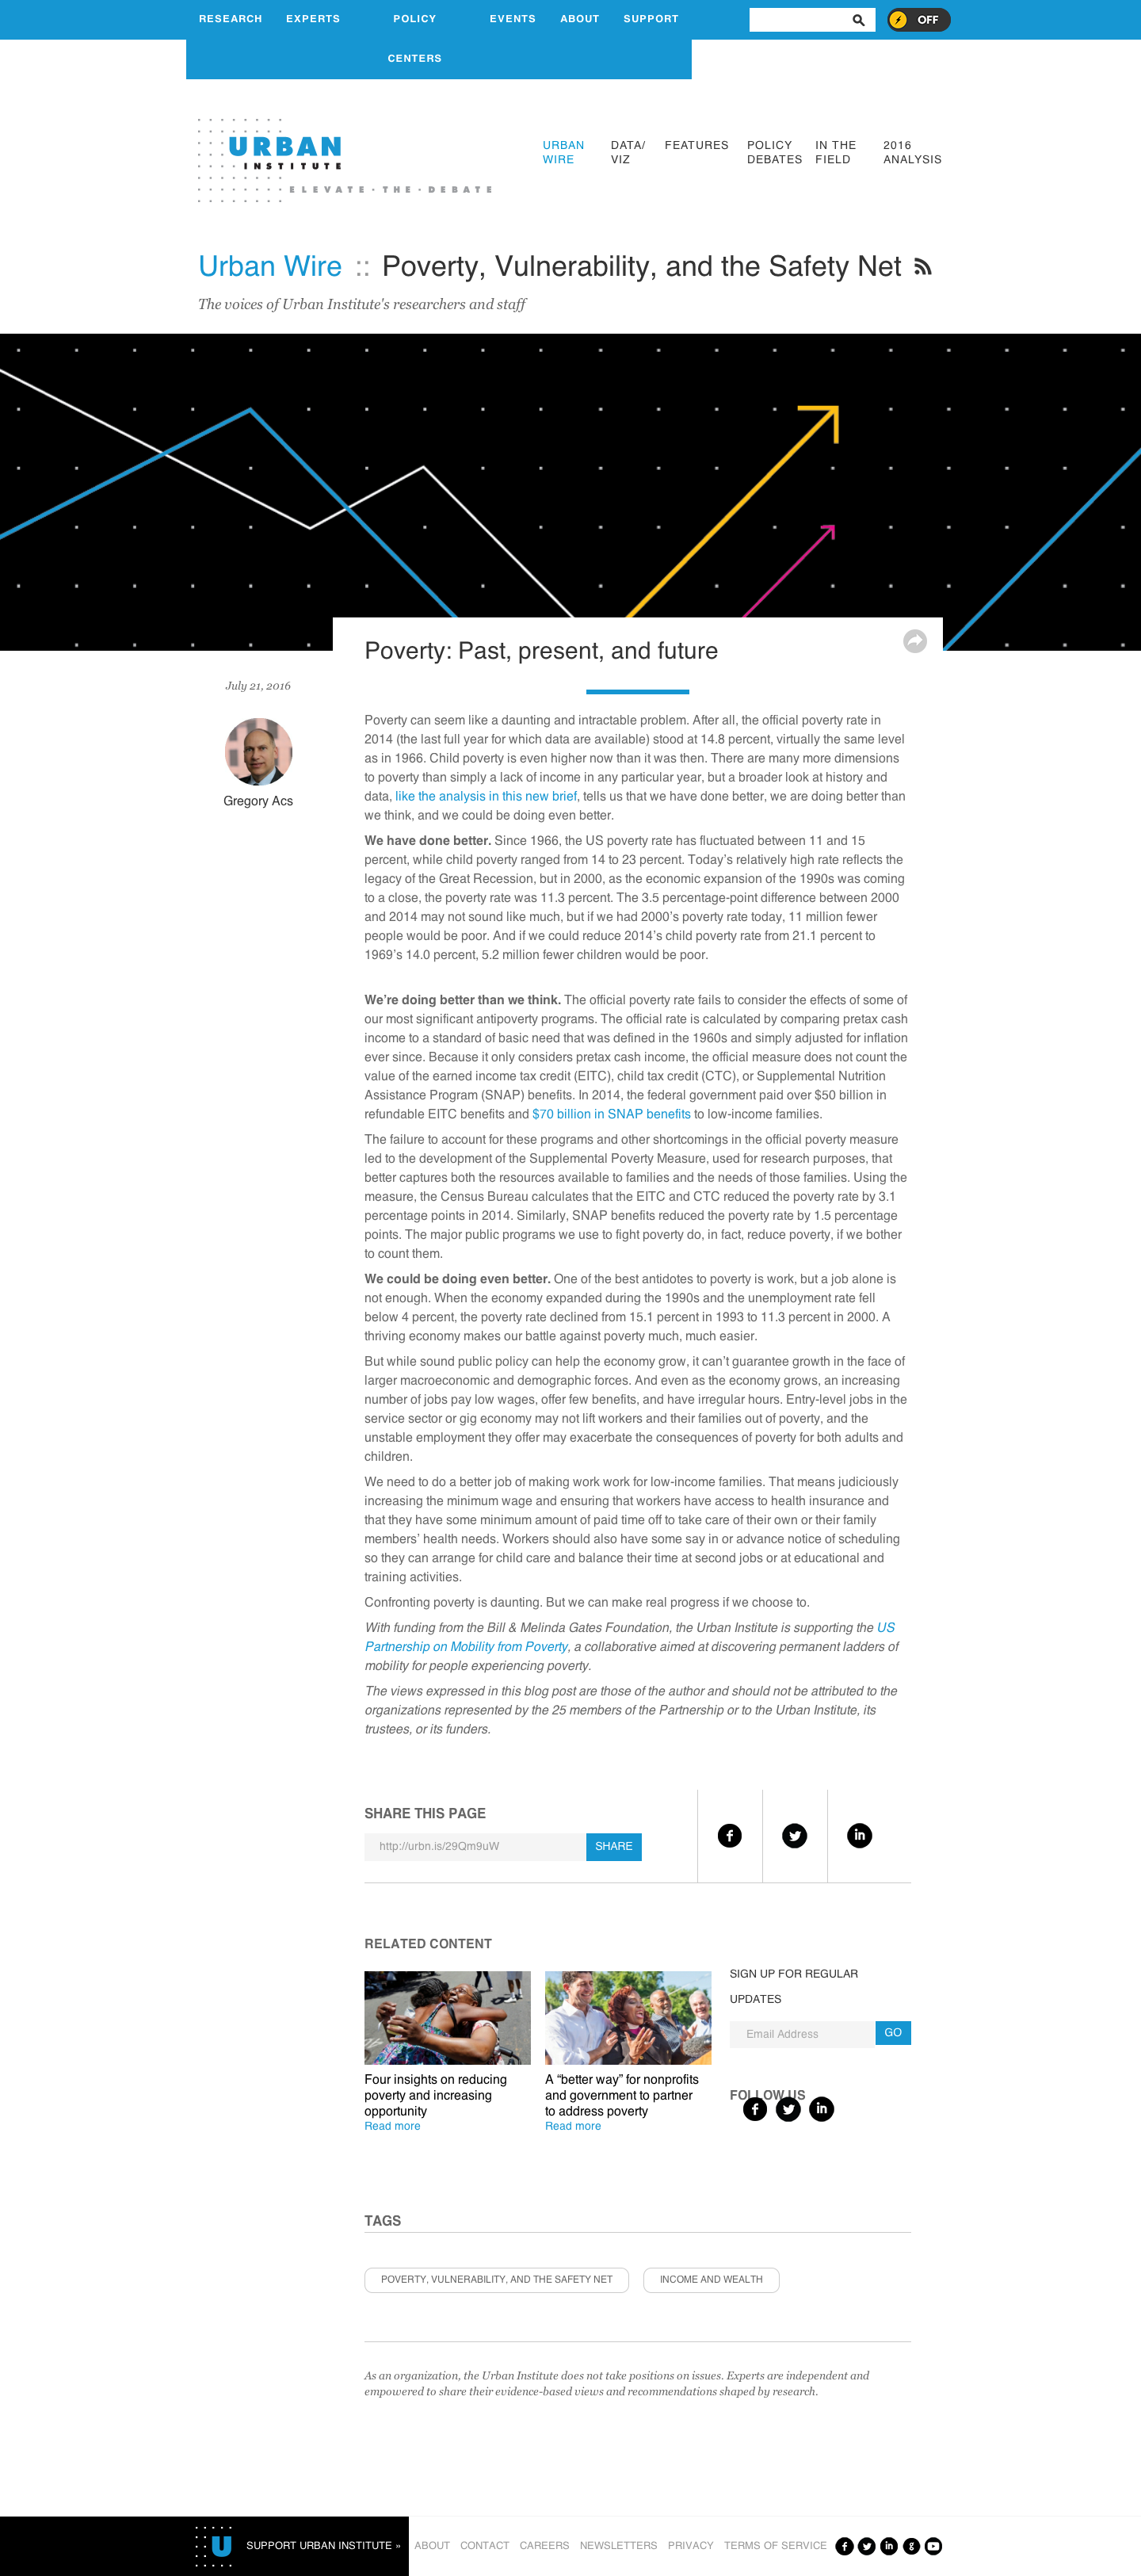 RESEARCH EXPERTS POLICY CENTERS EVENTS ABOUT SUPPORT
OFF
URBAN
INSTITUTE
ELEVATE · THE · DEBATE
URBAN WIRE
DATA/ VIZ
FEATURES
POLICY DEBATES
IN THE FIELD
2016 ANALYSIS
Urban Wire :: Poverty, Vulnerability, and the Safety Net
The voices of Urban Institute's researchers and staff
Poverty: Past, present, and future
July 21, 2016
Gregory Acs
Poverty can seem like a daunting and intractable problem. After all, the official poverty rate in
2014 (the last full year for which data are available) stood at 14.8 percent, virtually the same level
as in 1966. Child poverty is even higher now than it was then. There are many more dimensions
to poverty than simply a lack of income in any particular year, but a broader look at history and
data, like the analysis in this new brief, tells us that we have done better, we are doing better than
we think, and we could be doing even better.
We have done better. Since 1966, the US poverty rate has fluctuated between 11 and 15
percent, while child poverty ranged from 14 to 23 percent. Today’s relatively high rate reflects the
legacy of the Great Recession, but in 2000, as the economic expansion of the 1990s was coming
to a close, the poverty rate was 11.3 percent. The 3.5 percentage-point difference between 2000
and 2014 may not sound like much, but if we had 2000’s poverty rate today, 11 million fewer
people would be poor. And if we could reduce 2014’s child poverty rate from 21.1 percent to
1969’s 14.0 percent, 5.2 million fewer children would be poor.
We’re doing better than we think. The official poverty rate fails to consider the effects of some of
our most significant antipoverty programs. The official rate is calculated by comparing pretax cash
income to a standard of basic need that was defined in the 1960s and simply adjusted for inflation
ever since. Because it only considers pretax cash income, the official measure does not count the
value of the earned income tax credit (EITC), child tax credit (CTC), or Supplemental Nutrition
Assistance Program (SNAP) benefits. In 2014, the federal government paid over $50 billion in
refundable EITC benefits and $70 billion in SNAP benefits to low-income families.
The failure to account for these programs and other shortcomings in the official poverty measure
led to the development of the Supplemental Poverty Measure, used for research purposes, that
better captures both the resources available to families and the needs of those families. Using the
measure, the Census Bureau calculates that the EITC and CTC reduced the poverty rate by 3.1
percentage points in 2014. Similarly, SNAP benefits reduced the poverty rate by 1.5 percentage
points. The major public programs we use to fight poverty do, in fact, reduce poverty, if we bother
to count them.
We could be doing even better. One of the best antidotes to poverty is work, but a job alone is
not enough. When the economy expanded during the 1990s and the unemployment rate fell
below 4 percent, the poverty rate declined from 15.1 percent in 1993 to 11.3 percent in 2000. A
thriving economy makes our battle against poverty much, much easier.
But while sound public policy can help the economy grow, it can’t guarantee growth in the face of
larger macroeconomic and demographic forces. And even as the economy grows, an increasing
number of jobs pay low wages, offer few benefits, and have irregular hours. Entry-level jobs in the
service sector or gig economy may not lift workers and their families out of poverty, and the
unstable employment they offer may exacerbate the consequences of poverty for both adults and
children.
We need to do a better job of making work work for low-income families. That means judiciously
increasing the minimum wage and ensuring that workers have access to health insurance and
that they have some minimum amount of paid time off to take care of their own or their family
members’ health needs. Workers should also have some say in or advance notice of scheduling
so they can arrange for child care and balance their time at second jobs or at educational and
training activities.
Confronting poverty is daunting. But we can make real progress if we choose to.
With funding from the Bill & Melinda Gates Foundation, the Urban Institute is supporting the US
Partnership on Mobility from Poverty, a collaborative aimed at discovering permanent ladders of
mobility for people experiencing poverty.
The views expressed in this blog post are those of the author and should not be attributed to the
organizations represented by the 25 members of the Partnership or to the Urban Institute, its
trustees, or its funders.
SHARE THIS PAGE
http://urbn.is/29Qm9uW SHARE
RELATED CONTENT
Four insights on reducing
poverty and increasing
opportunity
Read more
A “better way” for nonprofits
and government to partner
to address poverty
Read more
SIGN UP FOR REGULAR
UPDATES
Email Address GO
FOLLOW US
TAGS
POVERTY, VULNERABILITY, AND THE SAFETY NET INCOME AND WEALTH
As an organization, the Urban Institute does not take positions on issues. Experts are independent and
empowered to share their evidence-based views and recommendations shaped by research.
U SUPPORT URBAN INSTITUTE » ABOUT CONTACT CAREERS NEWSLETTERS PRIVACY TERMS OF SERVICE